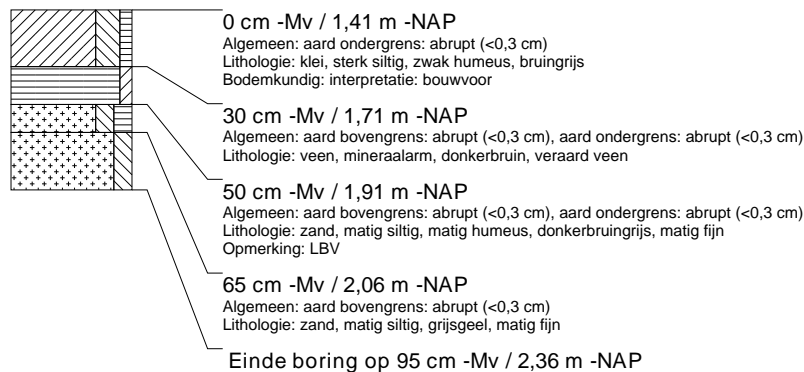 0 cm -Mv / 1,41 m -NAP
Algemeen: aard ondergrens: abrupt (<0,3 cm)
Lithologie: klei, sterk siltig, zwak humeus, bruingrijs
Bodemkundig: interpretatie: bouwvoor
30 cm -Mv / 1,71 m -NAP
Algemeen: aard bovengrens: abrupt (<0,3 cm), aard ondergrens: abrupt (<0,3 cm)
Lithologie: veen, mineraalarm, donkerbruin, veraard veen
50 cm -Mv / 1,91 m -NAP
Algemeen: aard bovengrens: abrupt (<0,3 cm), aard ondergrens: abrupt (<0,3 cm)
Lithologie: zand, matig siltig, matig humeus, donkerbruingrijs, matig fijn
Opmerking: LBV
65 cm -Mv / 2,06 m -NAP
Algemeen: aard bovengrens: abrupt (<0,3 cm)
Lithologie: zand, matig siltig, grijsgeel, matig fijn
Einde boring op 95 cm -Mv / 2,36 m -NAP